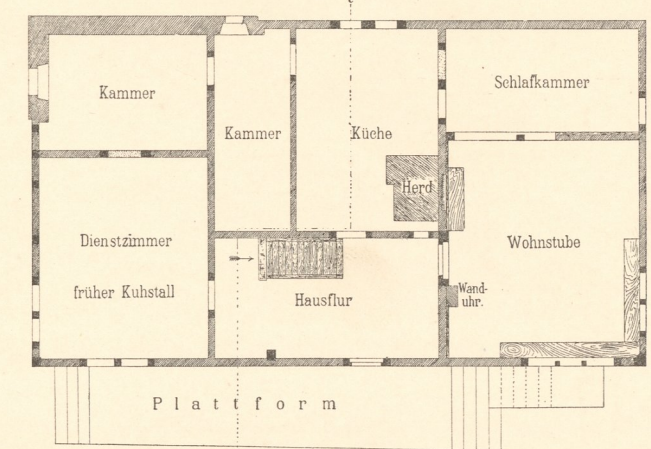 Kammer
Kammer
Küche
Schlafkammer
Herd
Dienstzimmer
früher Kuhstall
Hausflur
Wohnstube
Wand-
uhr.
Plattform